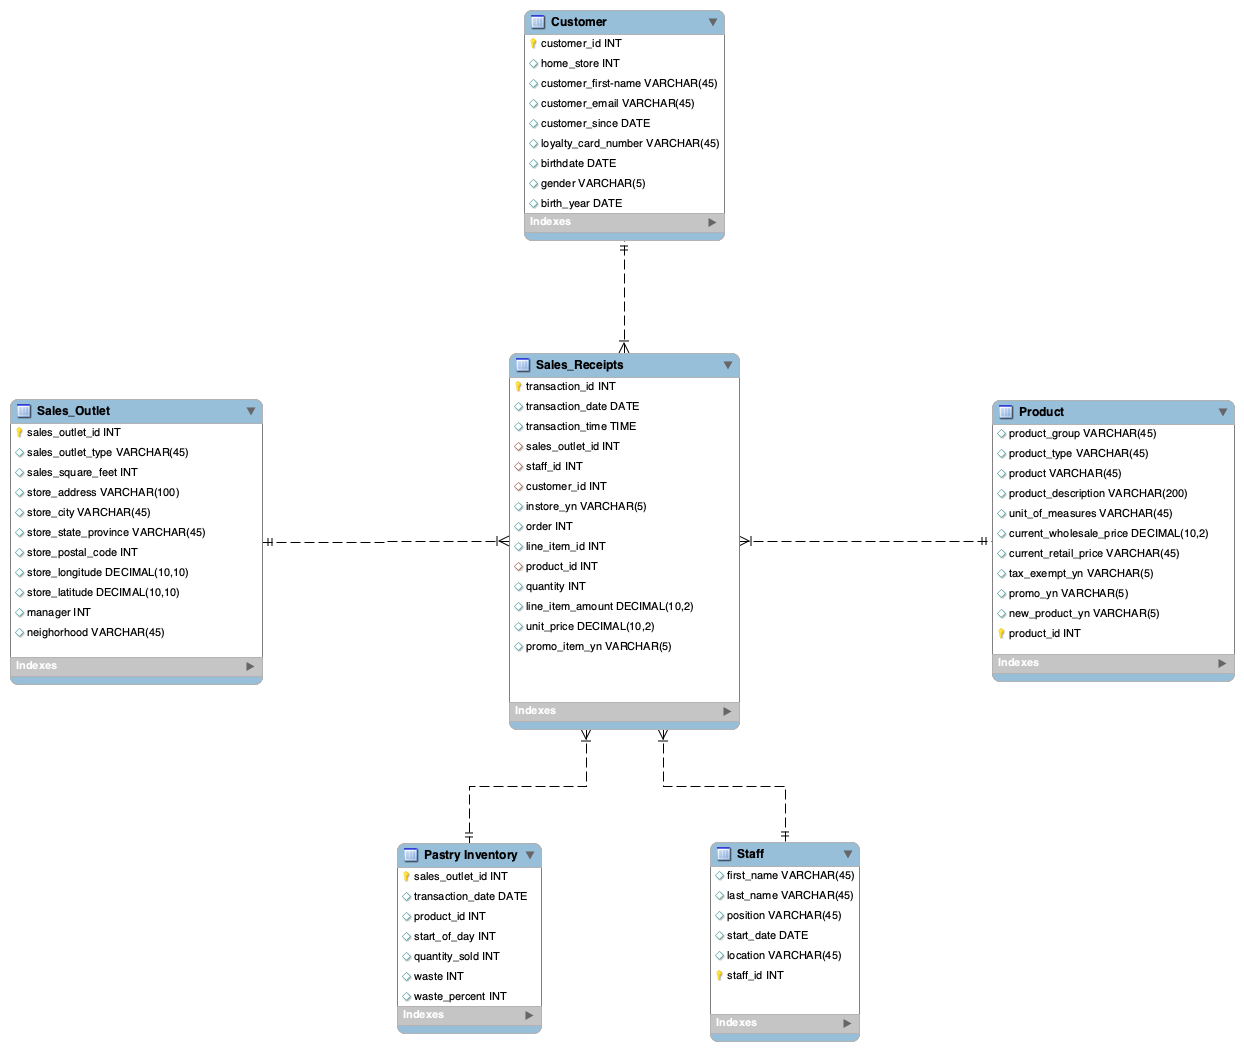 Customer
customer_id INT
home_store INT
customer_first-name VARCHAR(45)
customer_email VARCHAR(45)
customer_since DATE
loyalty_card_number VARCHAR(45)
birthdate DATE
gender VARCHAR(5)
birth_year DATE
Indexes
Sales_Receipts
transaction_id INT
transaction_date DATE
transaction_time TIME
sales_outlet_id INT
staff_id INT
customer_id INT
instore_yn VARCHAR(5)
order INT
line_item_id INT
product_id INT
quantity INT
line_item_amount DECIMAL(10,2)
unit_price DECIMAL(10,2)
promo_item_yn VARCHAR(5)
Indexes
Sales_Outlet
sales_outlet_id INT
sales_outlet_type VARCHAR(45)
sales_square_feet INT
store_address VARCHAR(100)
store_city VARCHAR(45)
store_state_province VARCHAR(45)
store_postal_code INT
store_longitude DECIMAL(10,10)
store_latitude DECIMAL(10,10)
manager INT
neighorhood VARCHAR(45)
Indexes
Product
product_group VARCHAR(45)
product_type VARCHAR(45)
product VARCHAR(45)
product_description VARCHAR(200)
unit_of_measures VARCHAR(45)
current_wholesale_price DECIMAL(10,2)
current_retail_price VARCHAR(45)
tax_exempt_yn VARCHAR(5)
promo_yn VARCHAR(5)
new_product_yn VARCHAR(5)
product_id INT
Indexes
Pastry Inventory
sales_outlet_id INT
transaction_date DATE
product_id INT
start_of_day INT
quantity_sold INT
waste INT
waste_percent INT
Indexes
Staff
first_name VARCHAR(45)
last_name VARCHAR(45)
position VARCHAR(45)
start_date DATE
location VARCHAR(45)
staff_id INT
Indexes